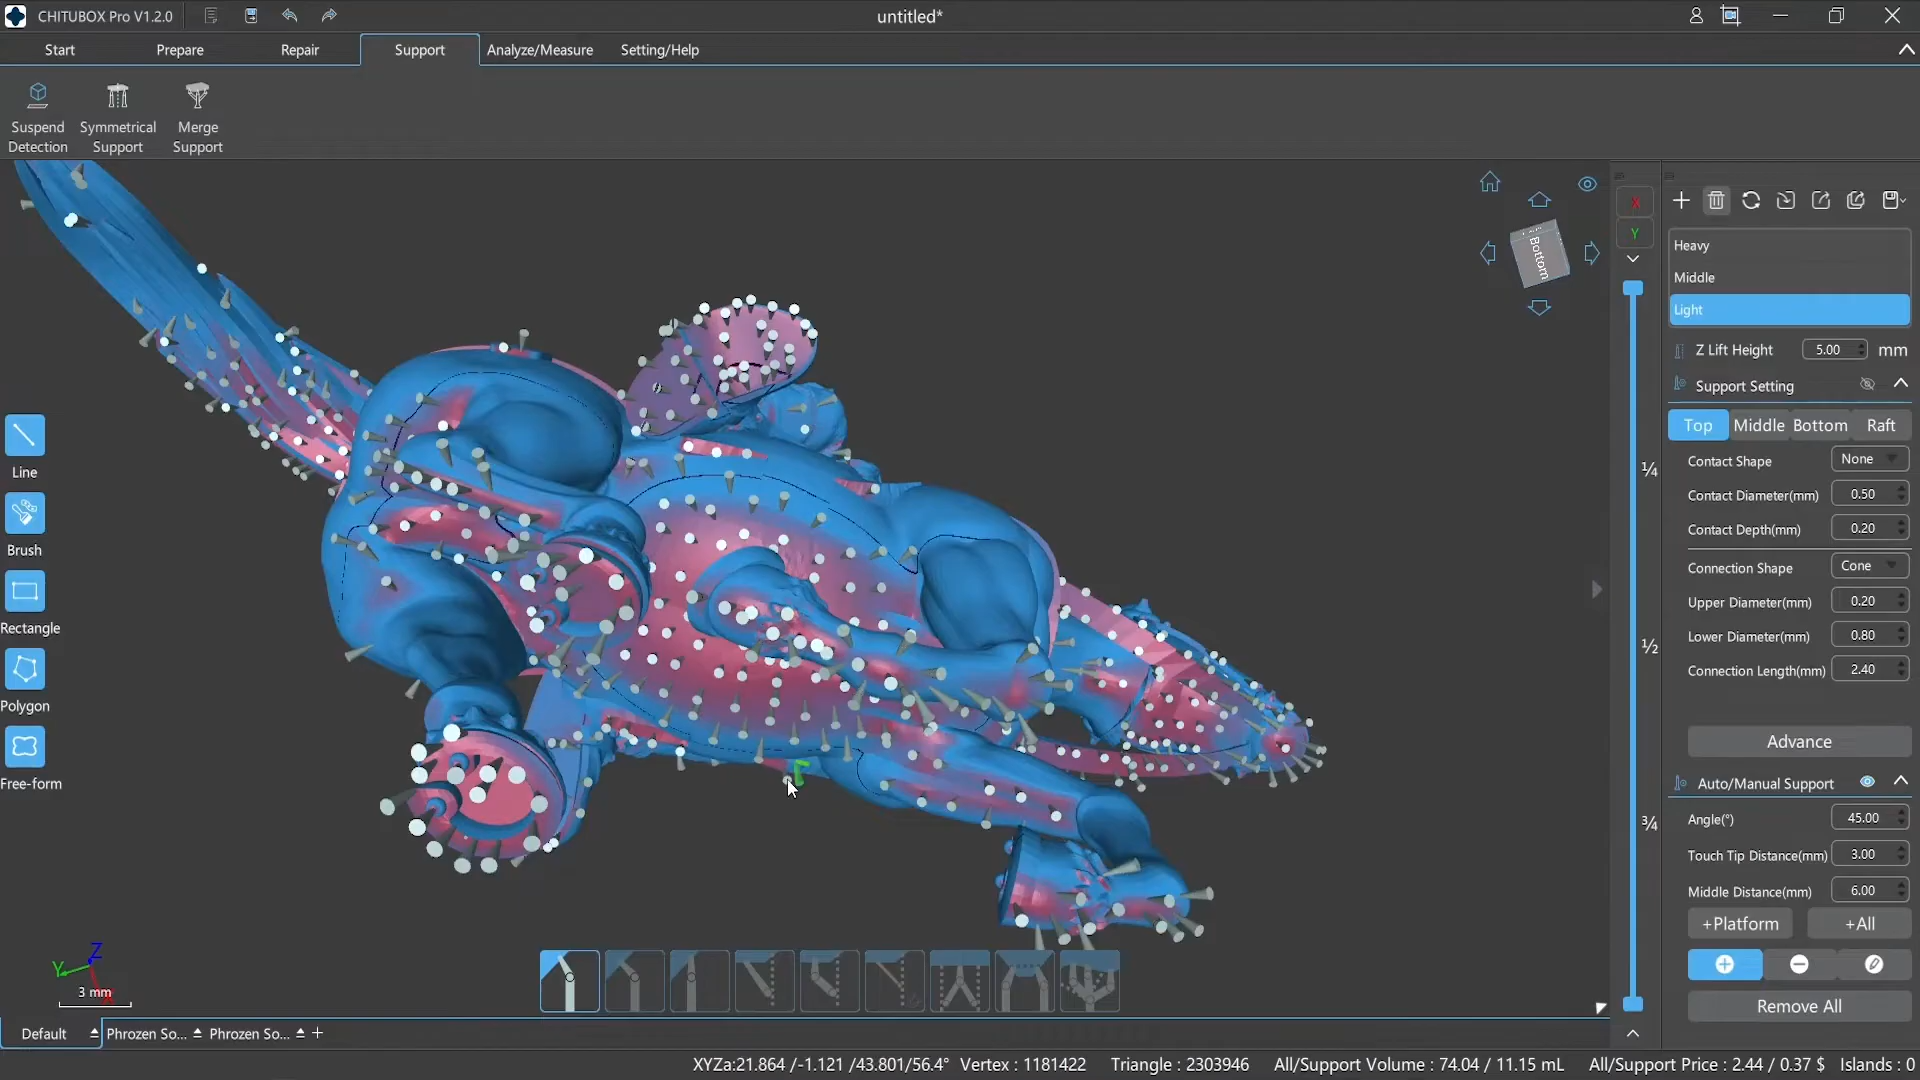 CHITUBOX Pro V1.2.0
untitled*
Start
Prepare
Repair
Support
Analyze/Measure
Setting/Help
Suspend
Detection
Symmetrical
Support
Merge
Support
Line
Brush
Rectangle
Polygon
Free-form
Bottom
X
Y
1/4
1/2
3/4
Heavy
Middle
Light
Z Lift Height 5.00 mm
Support Setting
Top Middle Bottom Raft
Contact Shape None
Contact Diameter(mm) 0.50
Contact Depth(mm) 0.20
Connection Shape Cone
Upper Diameter(mm) 0.20
Lower Diameter(mm) 0.80
Connection Length(mm) 2.40
Advance
Auto/Manual Support
Angle(°) 45.00
Touch Tip Distance(mm) 3.00
Middle Distance(mm) 6.00
+Platform +All
Remove All
Z
Y
3 mm
Default Phrozen So... Phrozen So... +
XYZa:21.864 /-1.121 /43.801/56.4° Vertex : 1181422 Triangle : 2303946 All/Support Volume : 74.04 / 11.15 mL All/Support Price : 2.44 / 0.37 $ Islands : 0